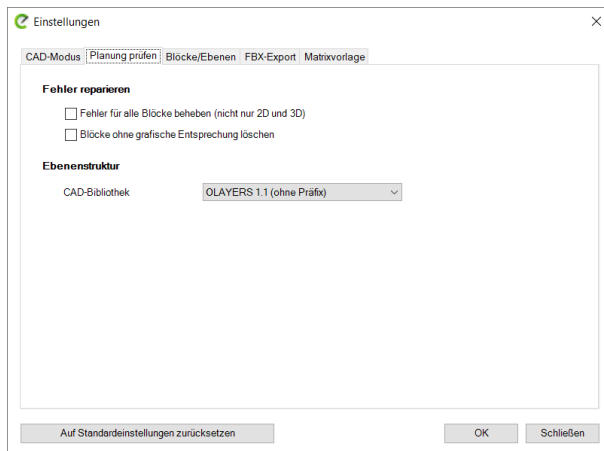 Einstellungen
CAD-Modus Planung prüfen Blöcke/Ebenen FBX-Export Matrixvorlage
Fehler reparieren
Fehler für alle Blöcke beheben (nicht nur 2D und 3D)
Blöcke ohne grafische Entsprechung löschen
Ebenenstruktur
CAD-Bibliothek OLAYERS 1.1 (ohne Präfix)
Auf Standardeinstellungen zurücksetzen OK Schließen